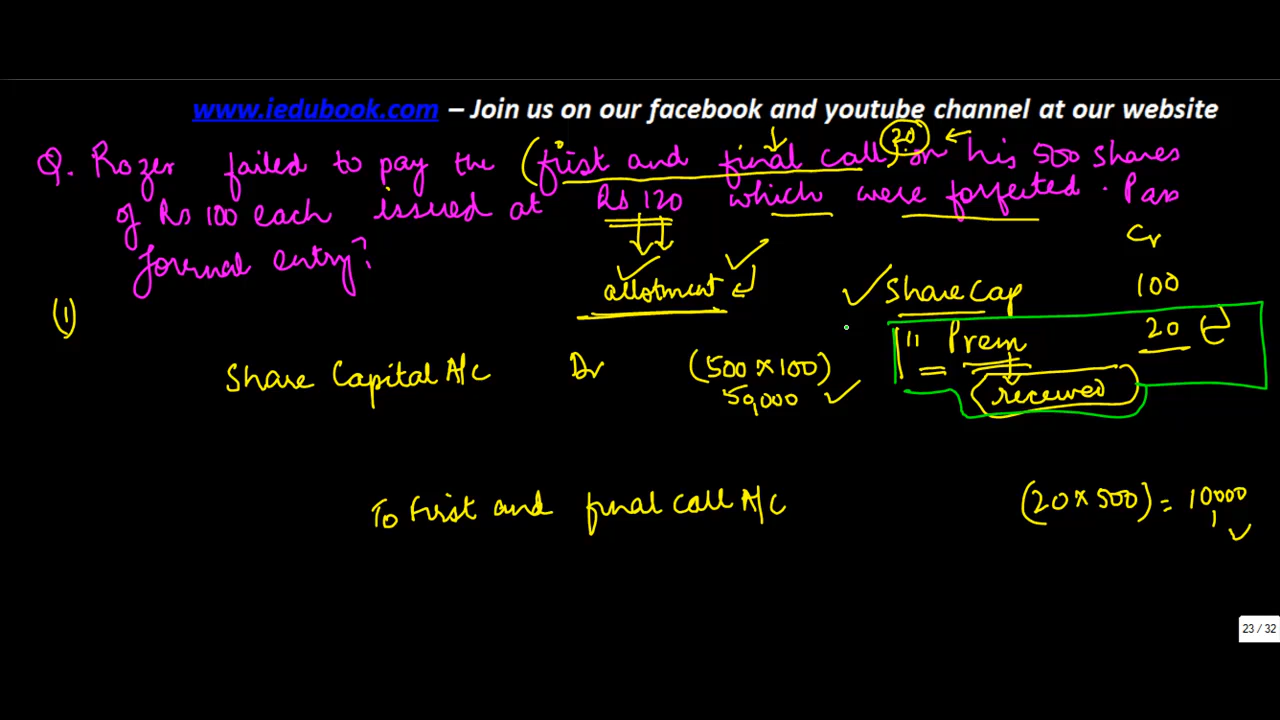 www.iedubook.com – Join us on our facebook and youtube channel at our website
Q. Rozer failed to pay the (first and final call) 20 on his 500 shares
of Rs 100 each issued at Rs 120 which were forfeited. Pass
Journal entry?
Cr
allotment
Share Cap 100
(1)
" Prem 20
Share Capital A/c Dr (500×100)
received
50,000
To First and final call A/c (20×500) = 10000
23 / 32